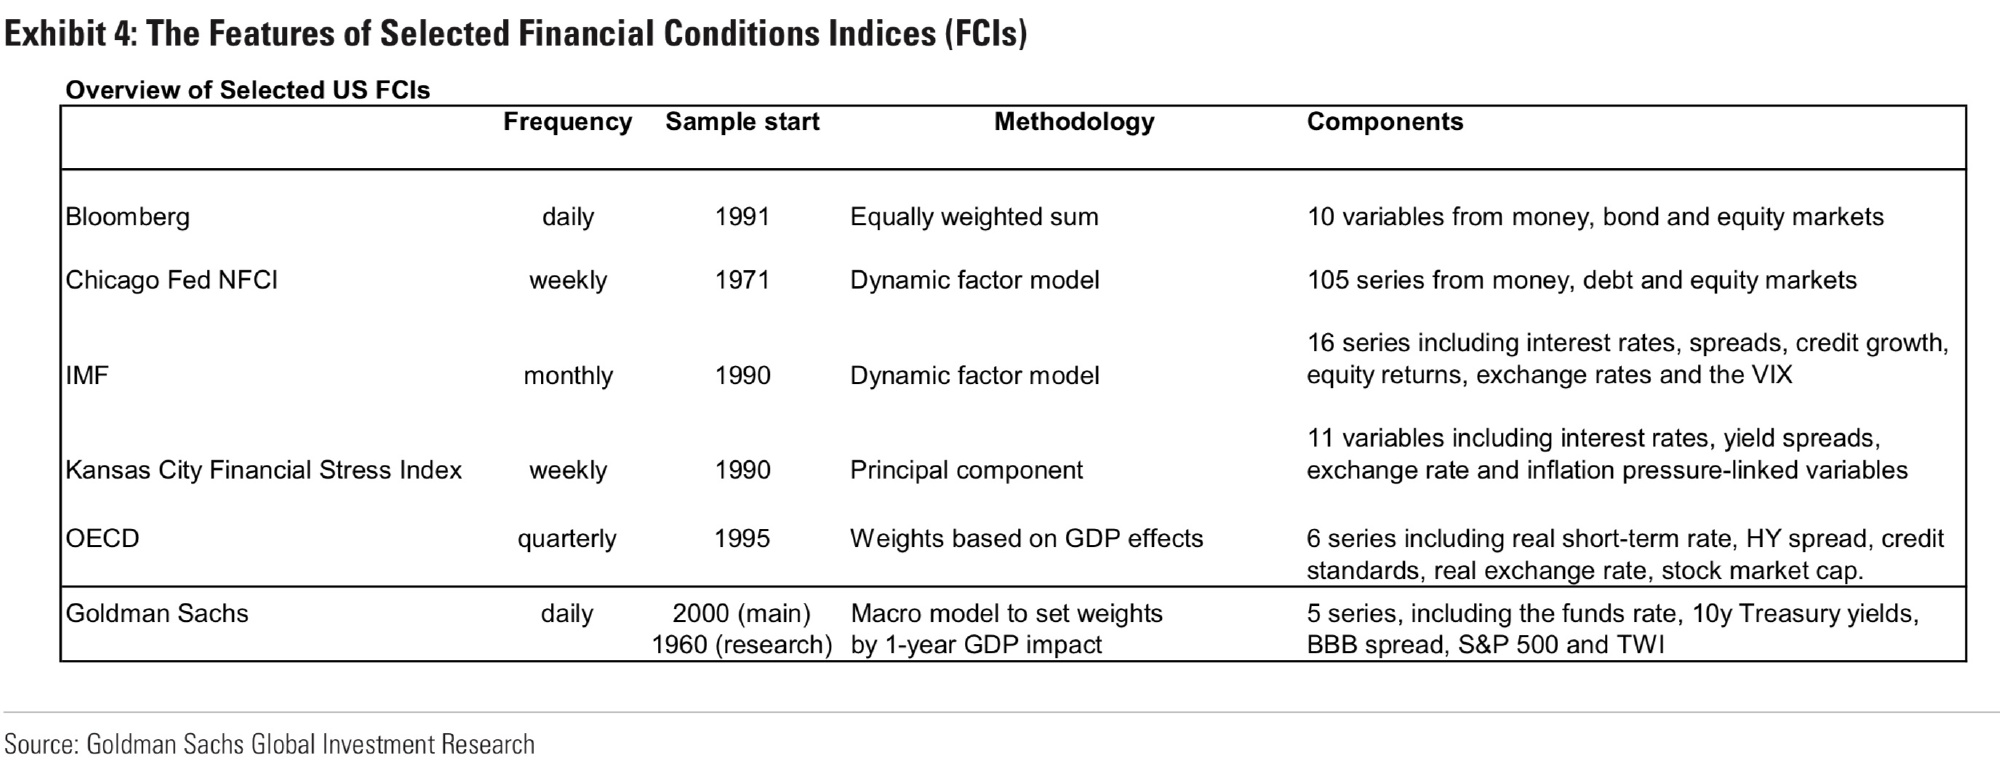 Exhibit 4: The Features of Selected Financial Conditions Indices (FCIs)
Overview of Selected US FCIs
Frequency Sample start Methodology Components
Bloomberg daily 1991 Equally weighted sum 10 variables from money, bond and equity markets
Chicago Fed NFCI weekly 1971 Dynamic factor model 105 series from money, debt and equity markets
16 series including interest rates, spreads, credit growth,
IMF monthly 1990 Dynamic factor model equity returns, exchange rates and the VIX
11 variables including interest rates, yield spreads,
Kansas City Financial Stress Index weekly 1990 Principal component exchange rate and inflation pressure-linked variables
OECD quarterly 1995 Weights based on GDP effects 6 series including real short-term rate, HY spread, credit
standards, real exchange rate, stock market cap.
Goldman Sachs daily 2000 (main) Macro model to set weights 5 series, including the funds rate, 10y Treasury yields,
1960 (research) by 1-year GDP impact BBB spread, S&P 500 and TWI
Source: Goldman Sachs Global Investment Research